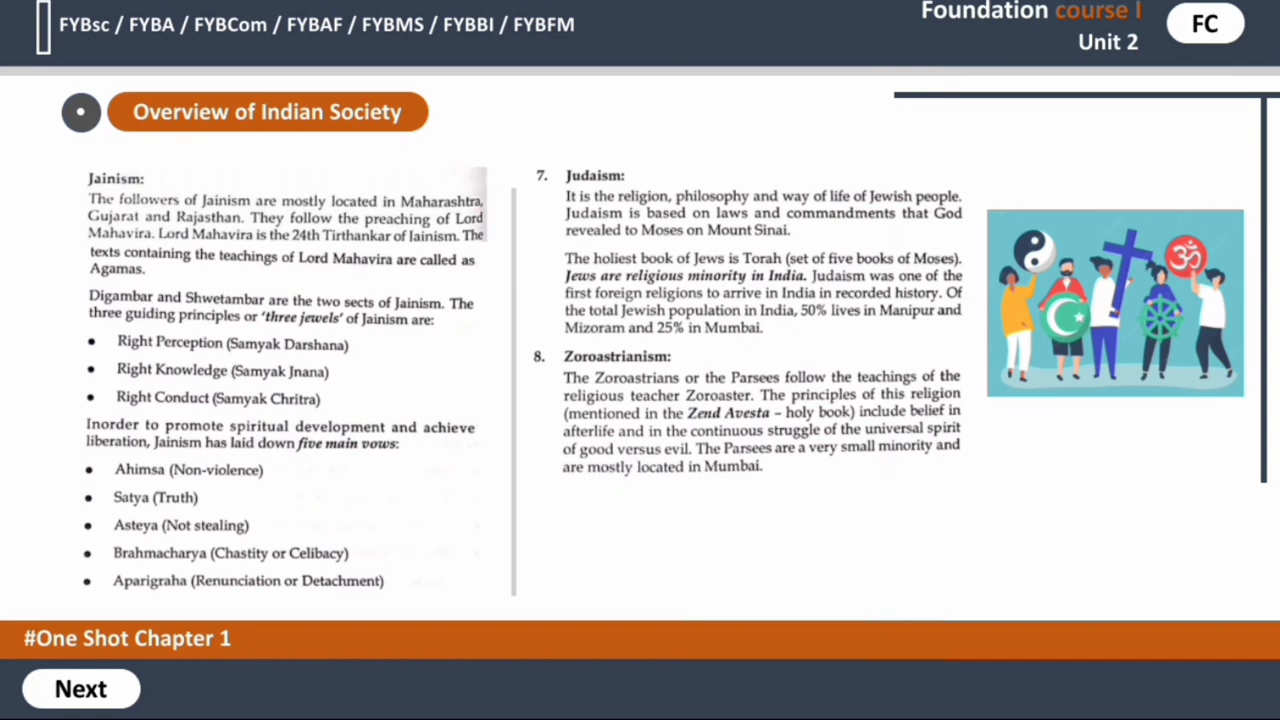 FYBsc / FYBA / FYBCom / FYBAF / FYBMS / FYBBI / FYBFM
Foundation course I
Unit 2
FC
Overview of Indian Society
Jainism:
The followers of Jainism are mostly located in Maharashtra,
Gujarat and Rajasthan. They follow the preaching of Lord
Mahavira. Lord Mahavira is the 24th Tirthankar of Jainism. The
texts containing the teachings of Lord Mahavira are called as
Agamas.
Digambar and Shwetambar are the two sects of Jainism. The
three guiding principles or 'three jewels' of Jainism are:
• Right Perception (Samyak Darshana)
• Right Knowledge (Samyak Jnana)
• Right Conduct (Samyak Chritra)
Inorder to promote spiritual development and achieve
liberation, Jainism has laid down five main vows:
• Ahimsa (Non-violence)
• Satya (Truth)
• Asteya (Not stealing)
• Brahmacharya (Chastity or Celibacy)
• Aparigraha (Renunciation or Detachment)
7. Judaism:
It is the religion, philosophy and way of life of Jewish people.
Judaism is based on laws and commandments that God
revealed to Moses on Mount Sinai.
The holiest book of Jews is Torah (set of five books of Moses).
Jews are religious minority in India. Judaism was one of the
first foreign religions to arrive in India in recorded history. Of
the total Jewish population in India, 50% lives in Manipur and
Mizoram and 25% in Mumbai.
8. Zoroastrianism:
The Zoroastrians or the Parsees follow the teachings of the
religious teacher Zoroaster. The principles of this religion
(mentioned in the Zend Avesta – holy book) include belief in
afterlife and in the continuous struggle of the universal spirit
of good versus evil. The Parsees are a very small minority and
are mostly located in Mumbai.
ॐ
#One Shot Chapter 1
Next